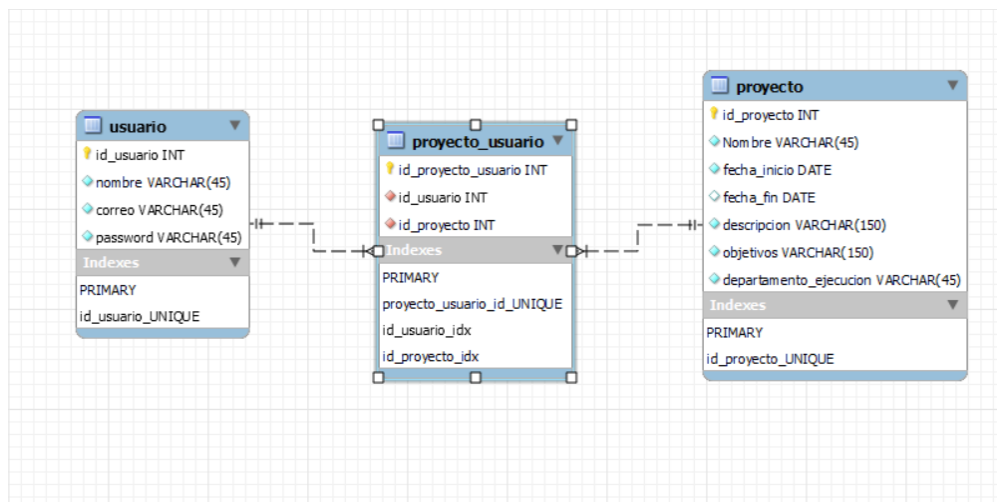 usuario
id_usuario INT
nombre VARCHAR(45)
correo VARCHAR(45)
password VARCHAR(45)
Indexes
PRIMARY
id_usuario_UNIQUE
proyecto_usuario
id_proyecto_usuario INT
id_usuario INT
id_proyecto INT
Indexes
PRIMARY
proyecto_usuario_id_UNIQUE
id_usuario_idx
id_proyecto_idx
proyecto
id_proyecto INT
Nombre VARCHAR(45)
fecha_inicio DATE
fecha_fin DATE
descripcion VARCHAR(150)
objetivos VARCHAR(150)
departamento_ejecucion VARCHAR(45)
Indexes
PRIMARY
id_proyecto_UNIQUE